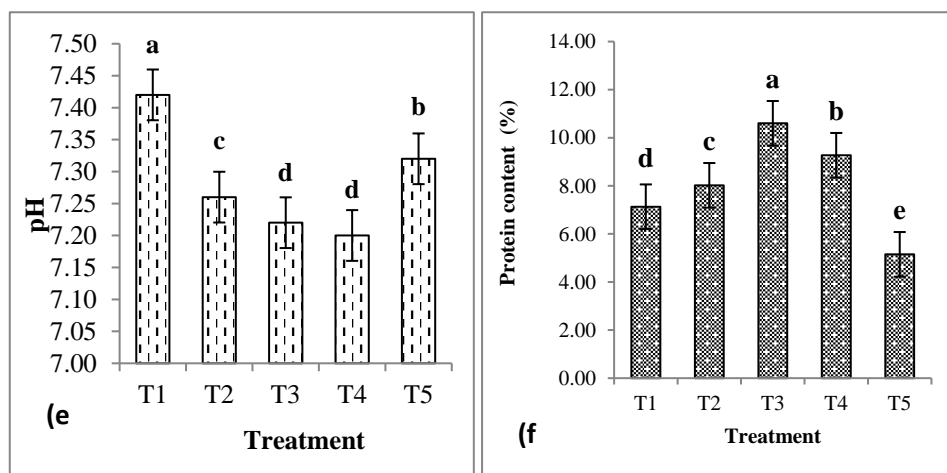 7.50
7.45
7.40
7.35
7.30
7.25
7.20
7.15
7.10
7.05
7.00
pH
a
c
d
d
b
T1 T2 T3 T4 T5
Treatment
(e
14.00
12.00
10.00
8.00
6.00
4.00
2.00
0.00
Protein content (%)
d
c
a
b
e
T1 T2 T3 T4 T5
Treatment
(f